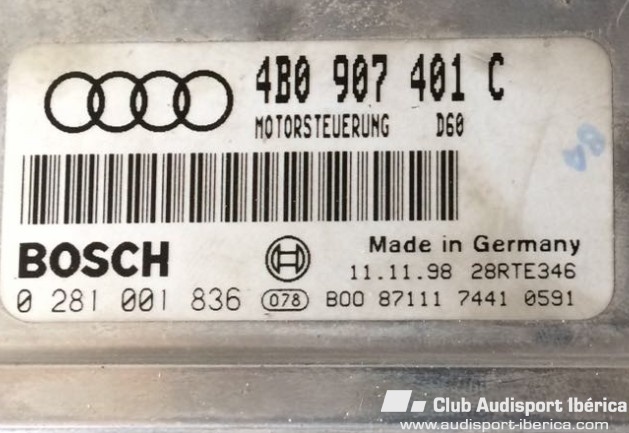 4B0 907 401 C
MOTORSTEUERUNG D60
BOSCH
Made in Germany
11.11.98 28RTE346
0 281 001 836 078 B00 87111 7441 0591
Club Audisport Ibérica
www.audisport-iberica.com